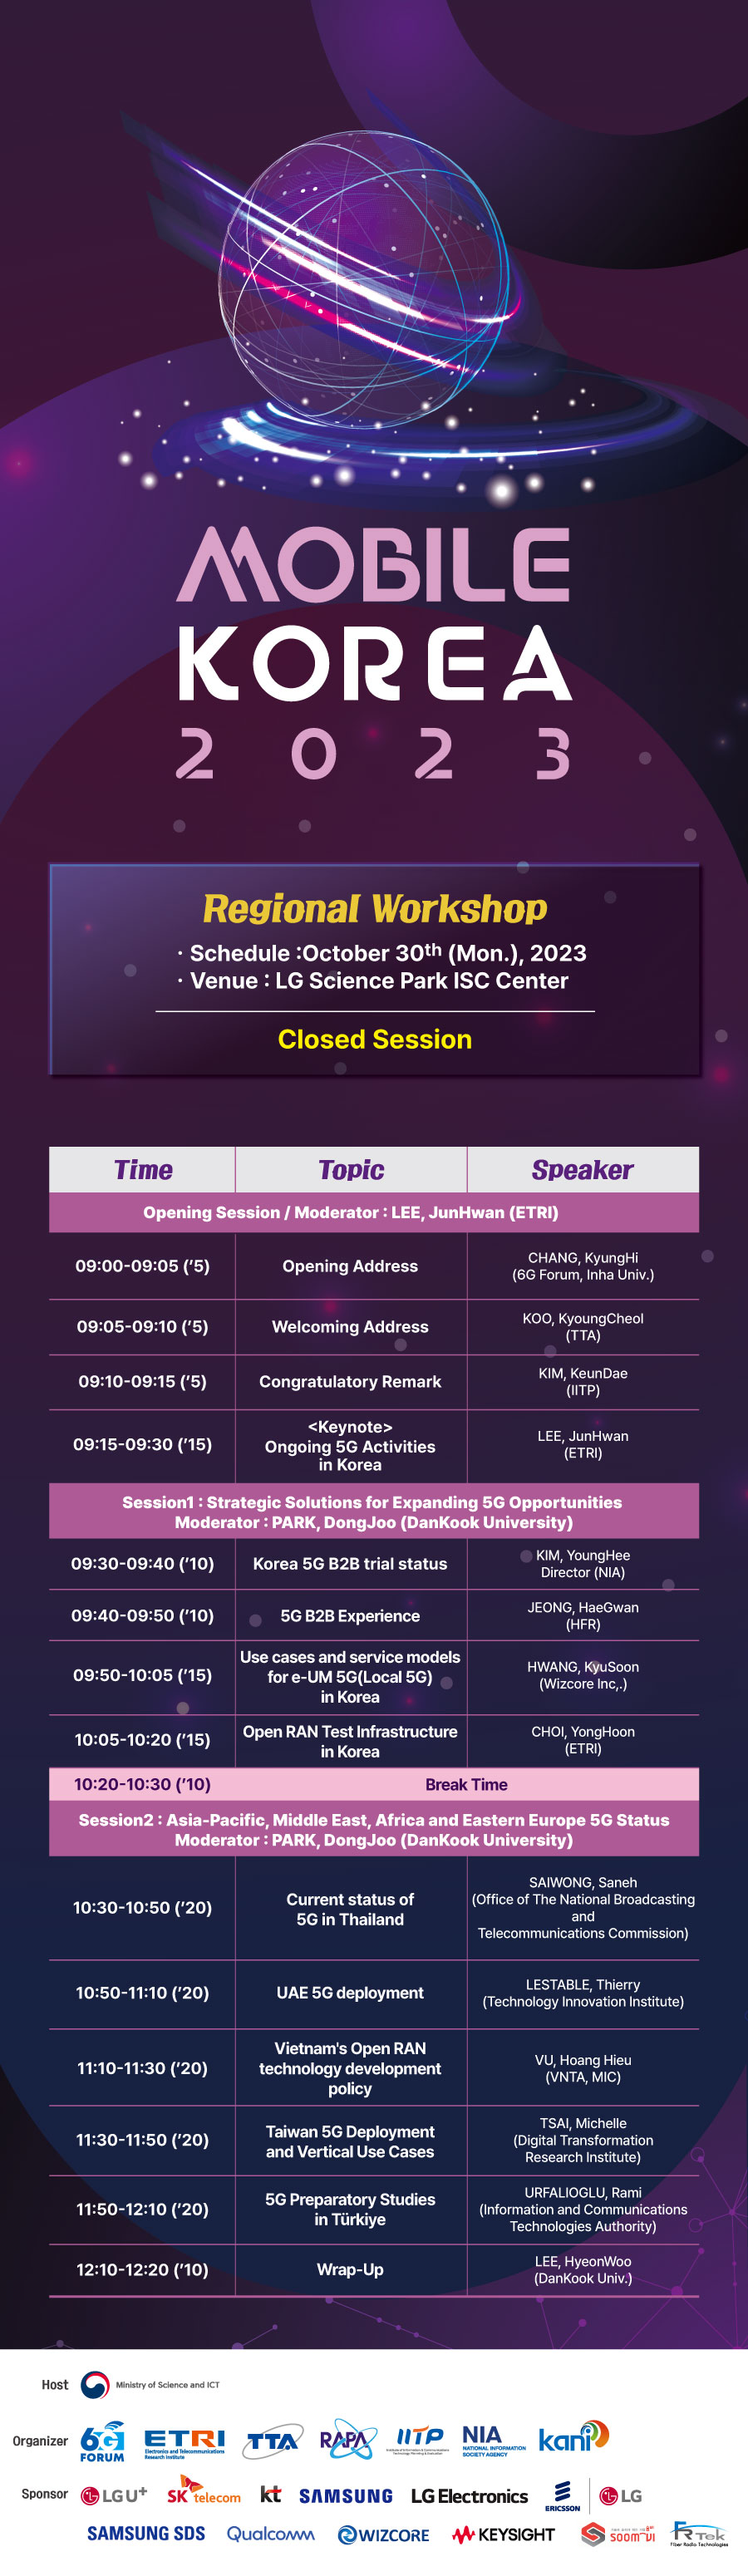 MOBILE
KOREA
2023
Regional Workshop
· Schedule :October 30th (Mon.), 2023
· Venue : LG Science Park ISC Center
Closed Session
Time Topic Speaker
Opening Session / Moderator : LEE, JunHwan (ETRI)
09:00-09:05 ('5)
Opening Address
CHANG, KyungHi
(6G Forum, Inha Univ.)
09:05-09:10 ('5)
Welcoming Address
KOO, KyoungCheol
(TTA)
09:10-09:15 ('5)
Congratulatory Remark
KIM, KeunDae
(IITP)
09:15-09:30 ('15)
<Keynote>
Ongoing 5G Activities
in Korea
LEE, JunHwan
(ETRI)
Session1 : Strategic Solutions for Expanding 5G Opportunities
Moderator : PARK, DongJoo (DanKook University)
09:30-09:40 ('10)
Korea 5G B2B trial status
KIM, YoungHee
Director (NIA)
09:40-09:50 ('10)
5G B2B Experience
JEONG, HaeGwan
(HFR)
09:50-10:05 ('15)
Use cases and service models
for e-UM 5G(Local 5G)
in Korea
HWANG, KyuSoon
(Wizcore Inc,.)
10:05-10:20 ('15)
Open RAN Test Infrastructure
in Korea
CHOI, YongHoon
(ETRI)
10:20-10:30 ('10) Break Time
Session2 : Asia-Pacific, Middle East, Africa and Eastern Europe 5G Status
Moderator : PARK, DongJoo (DanKook University)
10:30-10:50 ('20)
Current status of
5G in Thailand
SAIWONG, Saneh
(Office of The National Broadcasting
and
Telecommunications Commission)
10:50-11:10 ('20)
UAE 5G deployment
LESTABLE, Thierry
(Technology Innovation Institute)
11:10-11:30 ('20)
Vietnam's Open RAN
technology development
policy
VU, Hoang Hieu
(VNTA, MIC)
11:30-11:50 ('20)
Taiwan 5G Deployment
and Vertical Use Cases
TSAI, Michelle
(Digital Transformation
Research Institute)
11:50-12:10 ('20)
5G Preparatory Studies
in Türkiye
URFALIOGLU, Rami
(Information and Communications
Technologies Authority)
12:10-12:20 ('10)
Wrap-Up
LEE, HyeonWoo
(DanKook Univ.)
Host Ministry of Science and ICT
Organizer
6G
FORUM
ETRI
Electronics and Telecommunications
Research Institute
TTA
RAPA
IITP
NIA
NATIONAL INFORMATION
SOCIETY AGENCY
kani
Sponsor
LG U+
SK telecom
kt
SAMSUNG
LG Electronics
ERICSSON
LG
SAMSUNG SDS
Qualcomm
WIZCORE
KEYSIGHT
SOOM~VI
FRTek
Fiber Radio Technologies